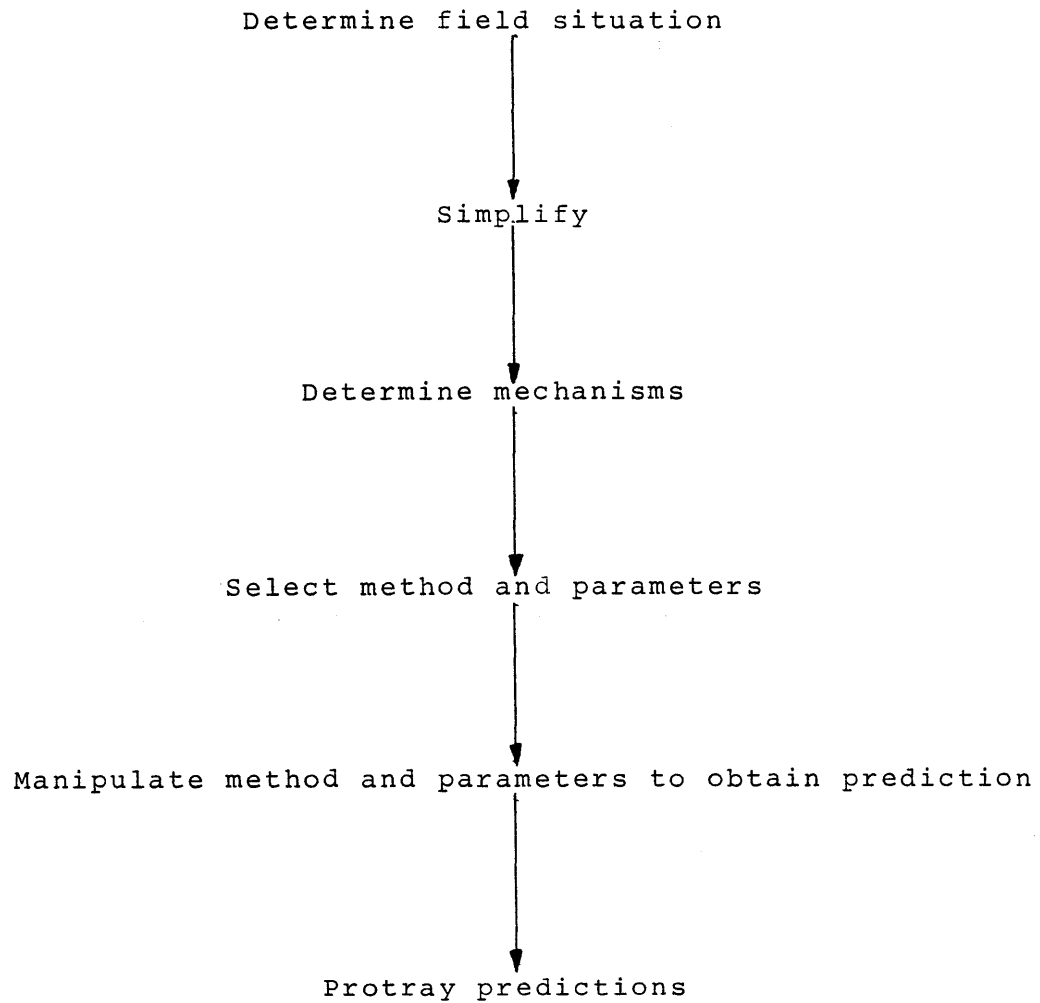 Determine field situation
Simplify
Determine mechanisms
Select method and parameters
Manipulate method and parameters to obtain prediction
Protray predictions